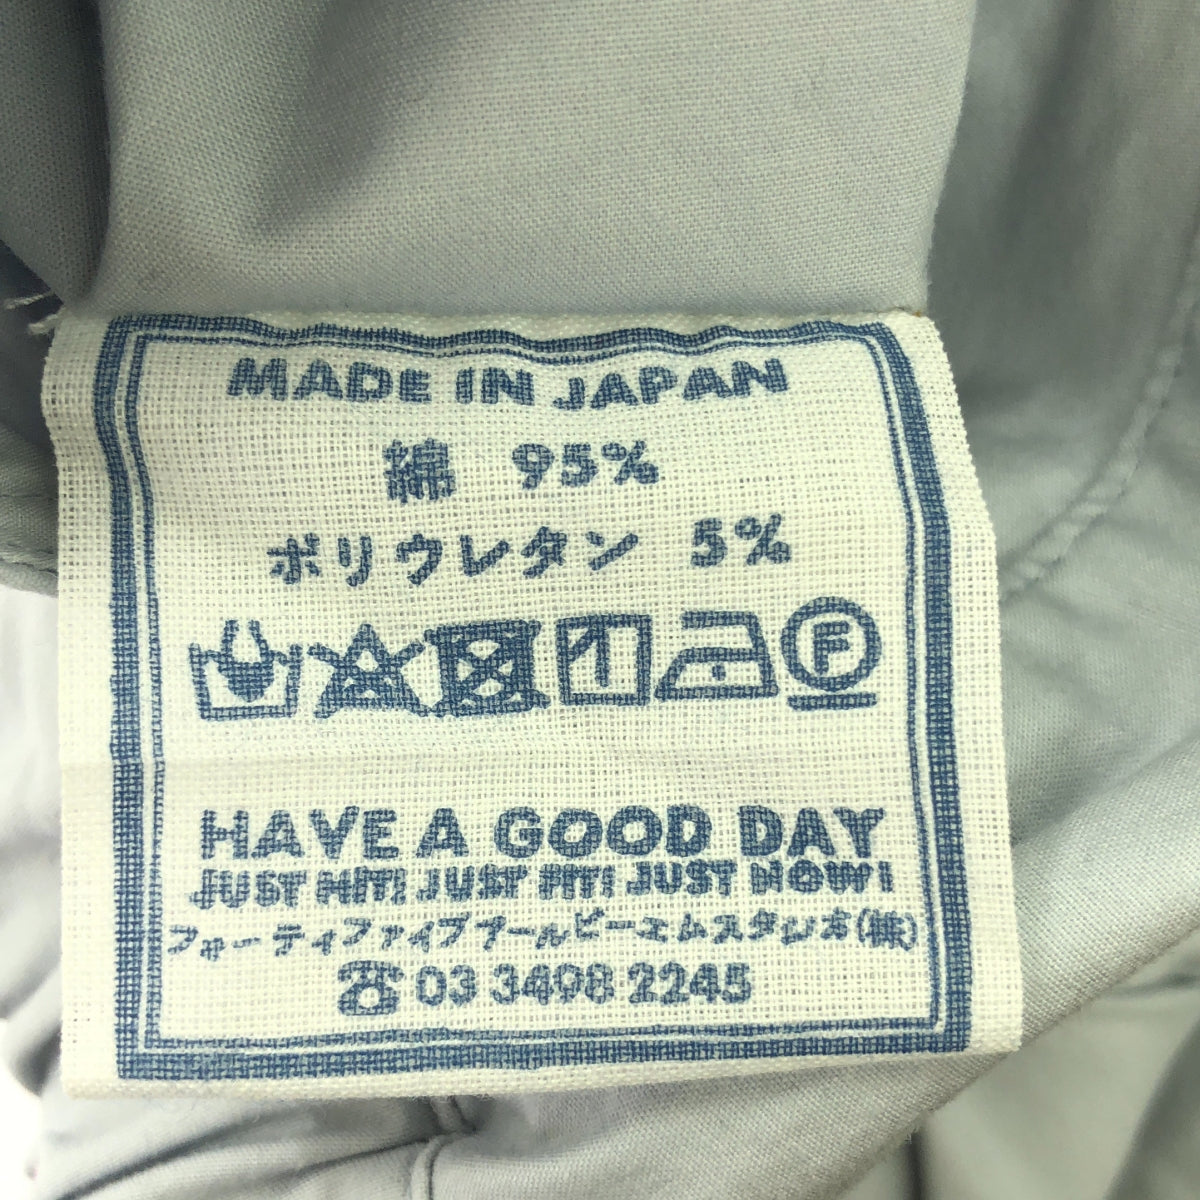 MADE IN JAPAN
綿 95%
ポリウレタン 5%
F
HAVE A GOOD DAY
JUST HIT! JUST FIT! JUST NOW!
フォーティファイブアールピーエムスタジオ(株)
☎ 03 3498 2245